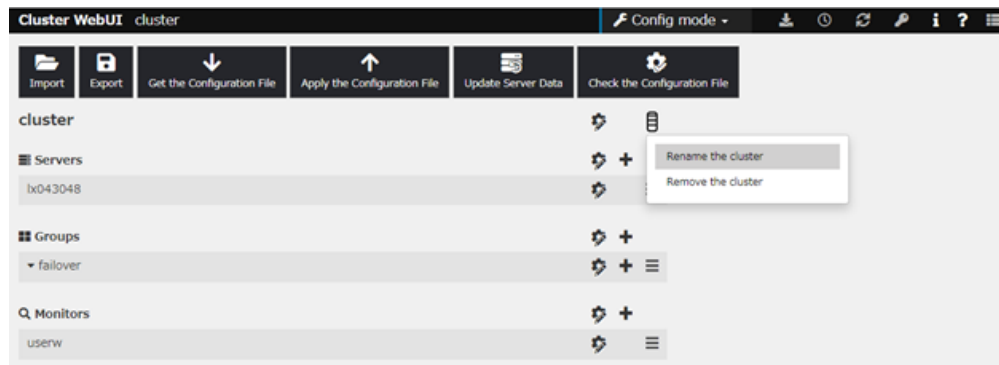 Cluster WebUI cluster Config mode
Import Export Get the Configuration File Apply the Configuration File Update Server Data Check the Configuration File
cluster
Rename the cluster
Servers
Remove the cluster
lx043048
Groups
failover
Monitors
userw